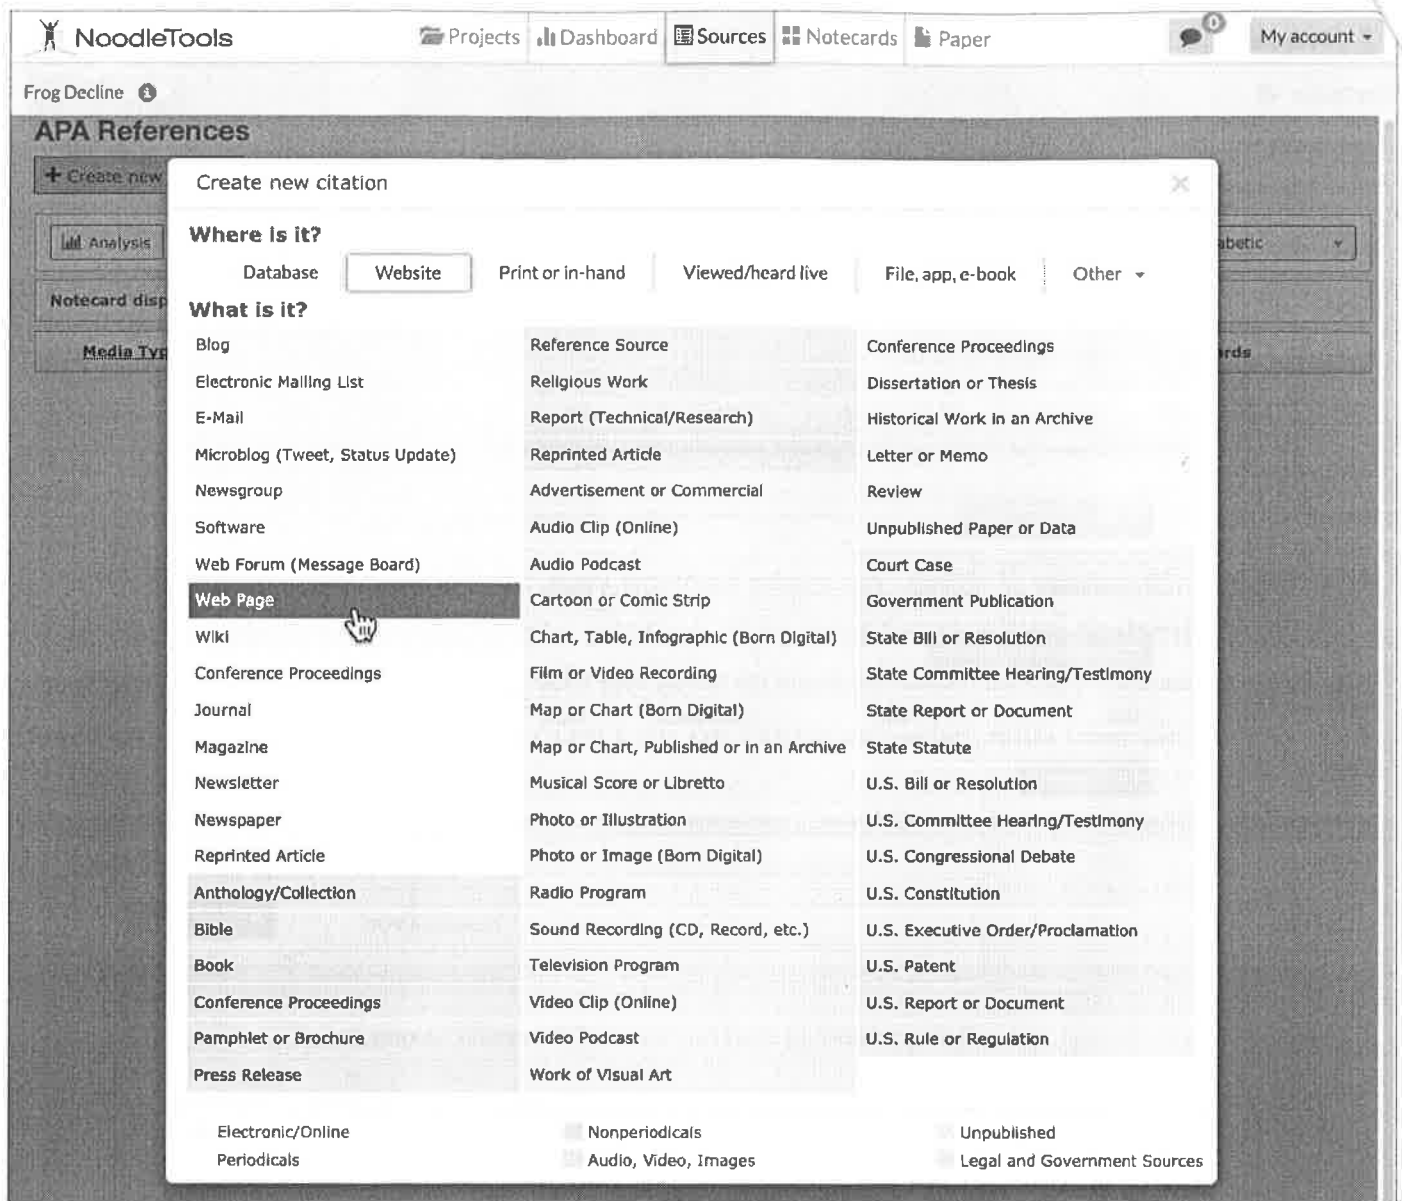 NoodleTools
Projects Dashboard Sources Notecards Paper 0 My account
Frog Decline
APA References
+ Create new
Create new citation
Analysis
abetic
Where is it?
Database Website Print or in-hand Viewed/heard live File, app, e-book Other
Notecard disp
What is it?
Media Typ
rds
Blog
Electronic Mailing List
E-Mail
Microblog (Tweet, Status Update)
Newsgroup
Software
Web Forum (Message Board)
Web Page
Wiki
Conference Proceedings
Journal
Magazine
Newsletter
Newspaper
Reprinted Article
Anthology/Collection
Bible
Book
Conference Proceedings
Pamphlet or Brochure
Press Release
Reference Source
Religious Work
Report (Technical/Research)
Reprinted Article
Advertisement or Commercial
Audio Clip (Online)
Audio Podcast
Cartoon or Comic Strip
Chart, Table, Infographic (Born Digital)
Film or Video Recording
Map or Chart (Born Digital)
Map or Chart, Published or in an Archive
Musical Score or Libretto
Photo or Illustration
Photo or Image (Born Digital)
Radio Program
Sound Recording (CD, Record, etc.)
Television Program
Video Clip (Online)
Video Podcast
Work of Visual Art
Conference Proceedings
Dissertation or Thesis
Historical Work in an Archive
Letter or Memo
Review
Unpublished Paper or Data
Court Case
Government Publication
State Bill or Resolution
State Committee Hearing/Testimony
State Report or Document
State Statute
U.S. Bill or Resolution
U.S. Committee Hearing/Testimony
U.S. Congressional Debate
U.S. Constitution
U.S. Executive Order/Proclamation
U.S. Patent
U.S. Report or Document
U.S. Rule or Regulation
Electronic/Online
Periodicals
Nonperiodicals
Audio, Video, Images
Unpublished
Legal and Government Sources